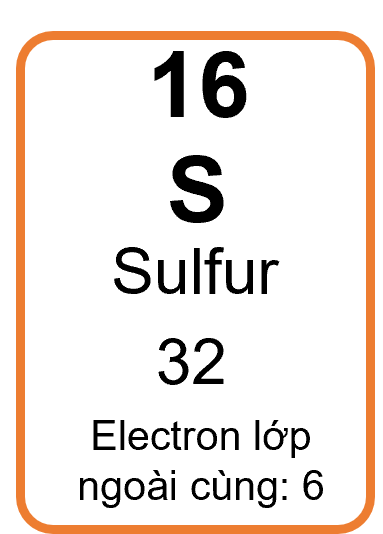 16
S
Sulfur
32
Electron lớp
ngoài cùng: 6